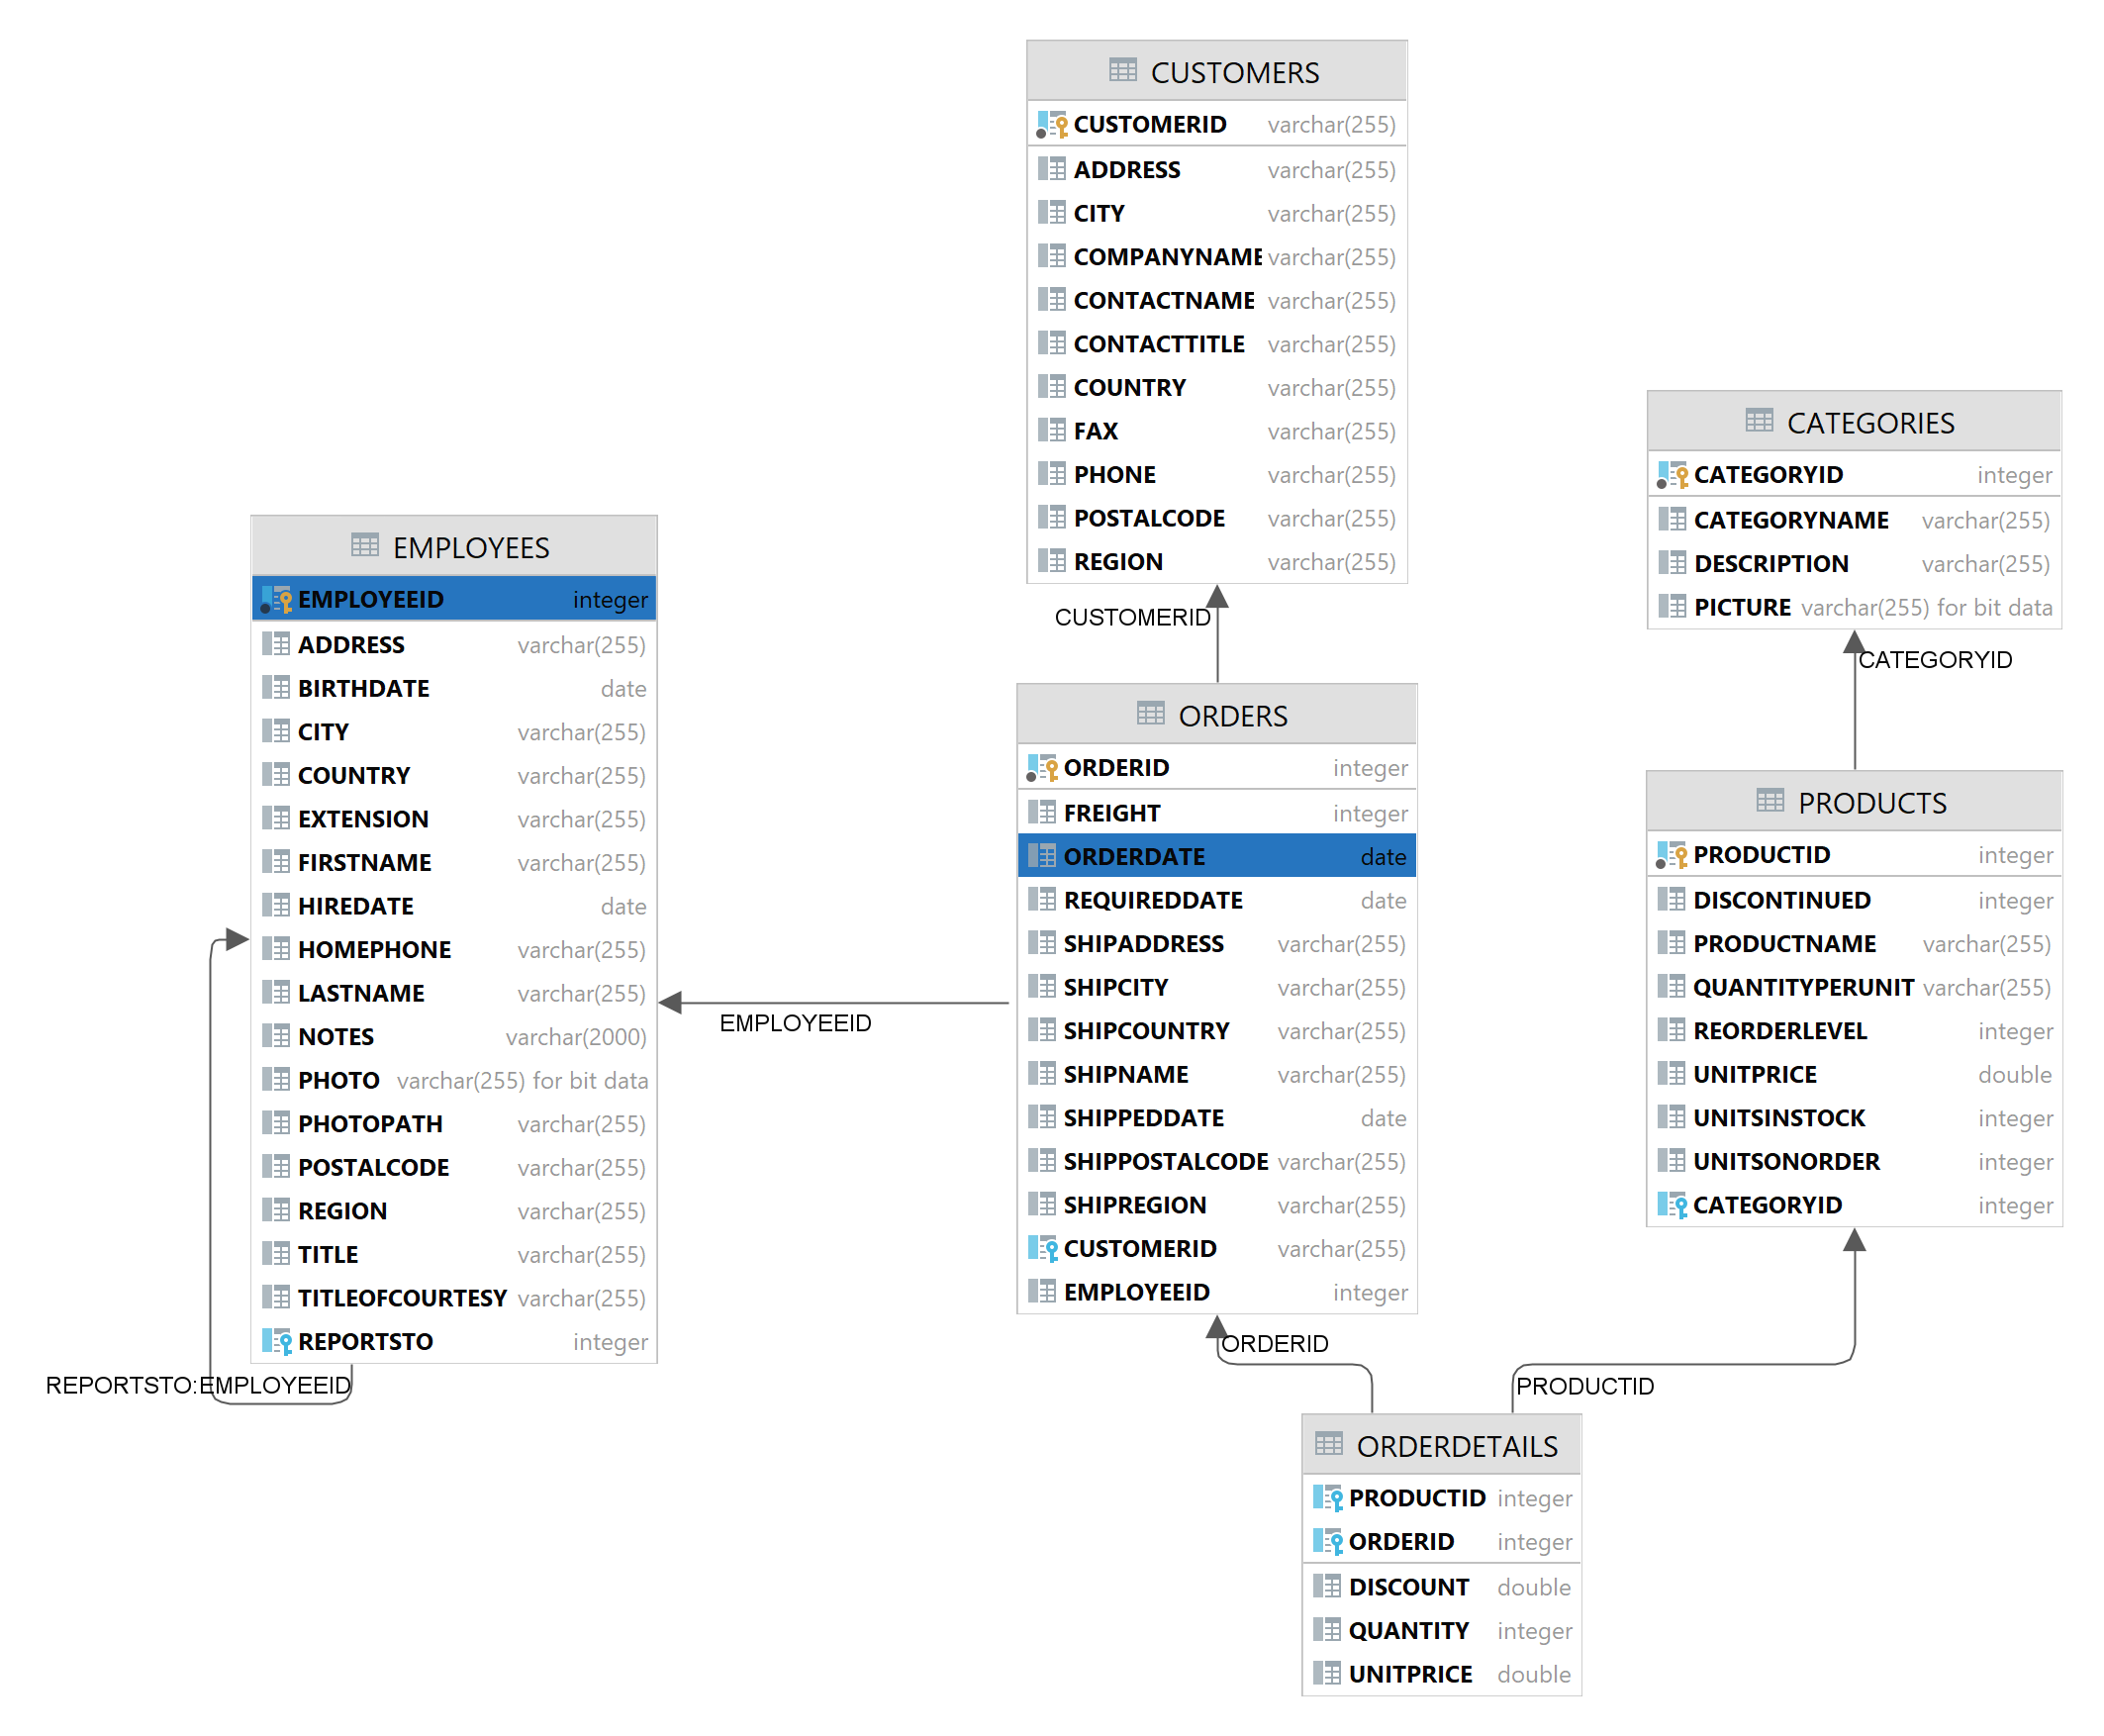 CUSTOMERS
CUSTOMERID varchar(255)
ADDRESS varchar(255)
CITY varchar(255)
COMPANYNAME varchar(255)
CONTACTNAME varchar(255)
CONTACTTITLE varchar(255)
COUNTRY varchar(255)
FAX varchar(255)
PHONE varchar(255)
POSTALCODE varchar(255)
REGION varchar(255)
CUSTOMERID
CATEGORIES
CATEGORYID integer
CATEGORYNAME varchar(255)
DESCRIPTION varchar(255)
PICTURE varchar(255) for bit data
CATEGORYID
EMPLOYEES
EMPLOYEEID integer
ADDRESS varchar(255)
BIRTHDATE date
CITY varchar(255)
COUNTRY varchar(255)
EXTENSION varchar(255)
FIRSTNAME varchar(255)
HIREDATE date
HOMEPHONE varchar(255)
LASTNAME varchar(255)
NOTES varchar(2000)
PHOTO varchar(255) for bit data
PHOTOPATH varchar(255)
POSTALCODE varchar(255)
REGION varchar(255)
TITLE varchar(255)
TITLEOFCOURTESY varchar(255)
REPORTSTO integer
REPORTSTO:EMPLOYEEID
EMPLOYEEID
ORDERS
ORDERID integer
FREIGHT integer
ORDERDATE date
REQUIREDDATE date
SHIPADDRESS varchar(255)
SHIPCITY varchar(255)
SHIPCOUNTRY varchar(255)
SHIPNAME varchar(255)
SHIPPEDDATE date
SHIPPOSTALCODE varchar(255)
SHIPREGION varchar(255)
CUSTOMERID varchar(255)
EMPLOYEEID integer
ORDERID
PRODUCTS
PRODUCTID integer
DISCONTINUED integer
PRODUCTNAME varchar(255)
QUANTITYPERUNIT varchar(255)
REORDERLEVEL integer
UNITPRICE double
UNITSINSTOCK integer
UNITSONORDER integer
CATEGORYID integer
PRODUCTID
ORDERDETAILS
PRODUCTID integer
ORDERID integer
DISCOUNT double
QUANTITY integer
UNITPRICE double